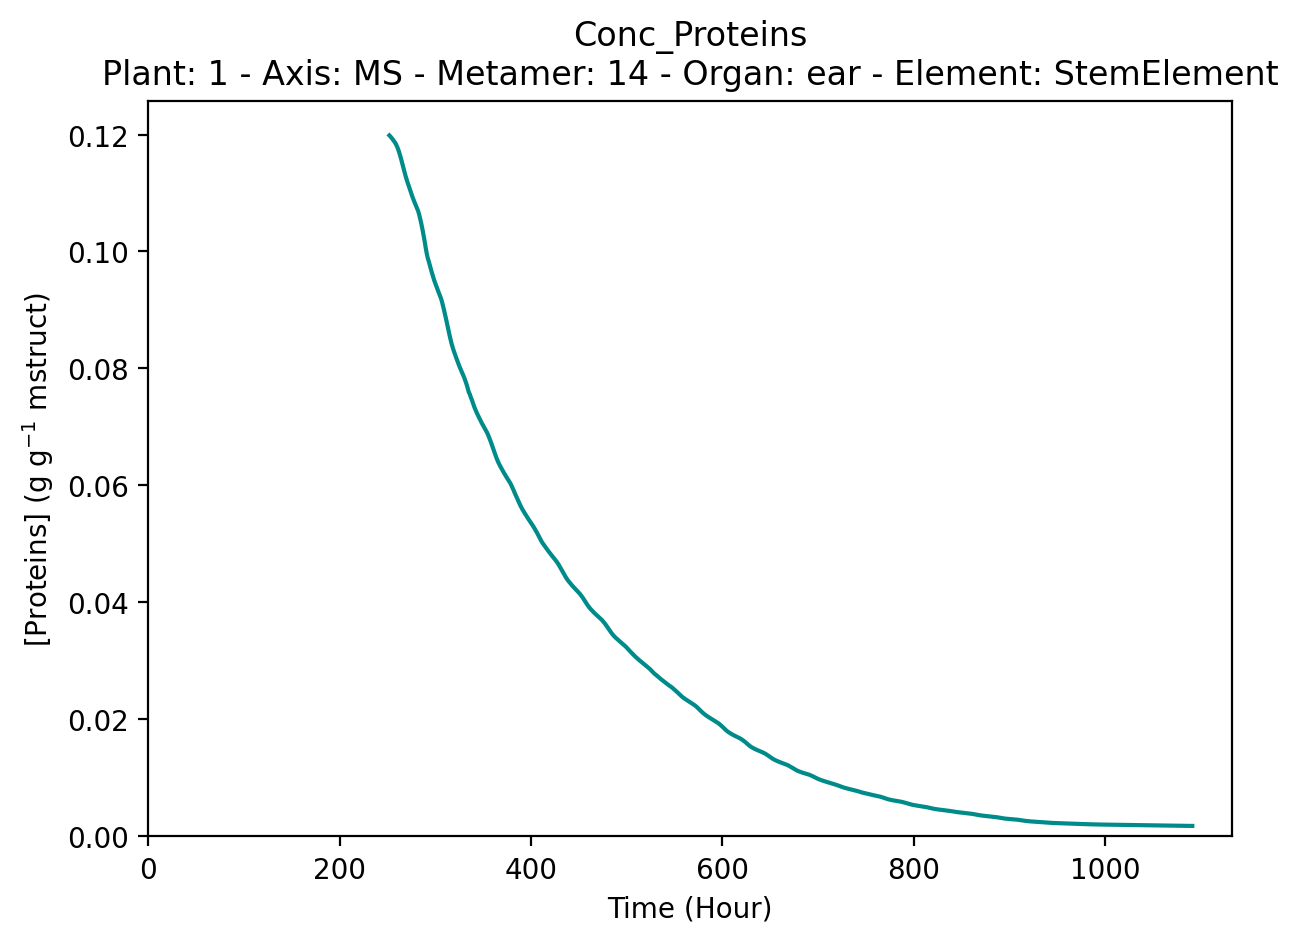 Conc_Proteins
Plant: 1 - Axis: MS - Metamer: 14 - Organ: ear - Element: StemElement
[Proteins] (g g⁻¹ mstruct)
0.12
0.10
0.08
0.06
0.04
0.02
0.00
0 200 400 600 800 1000
Time (Hour)